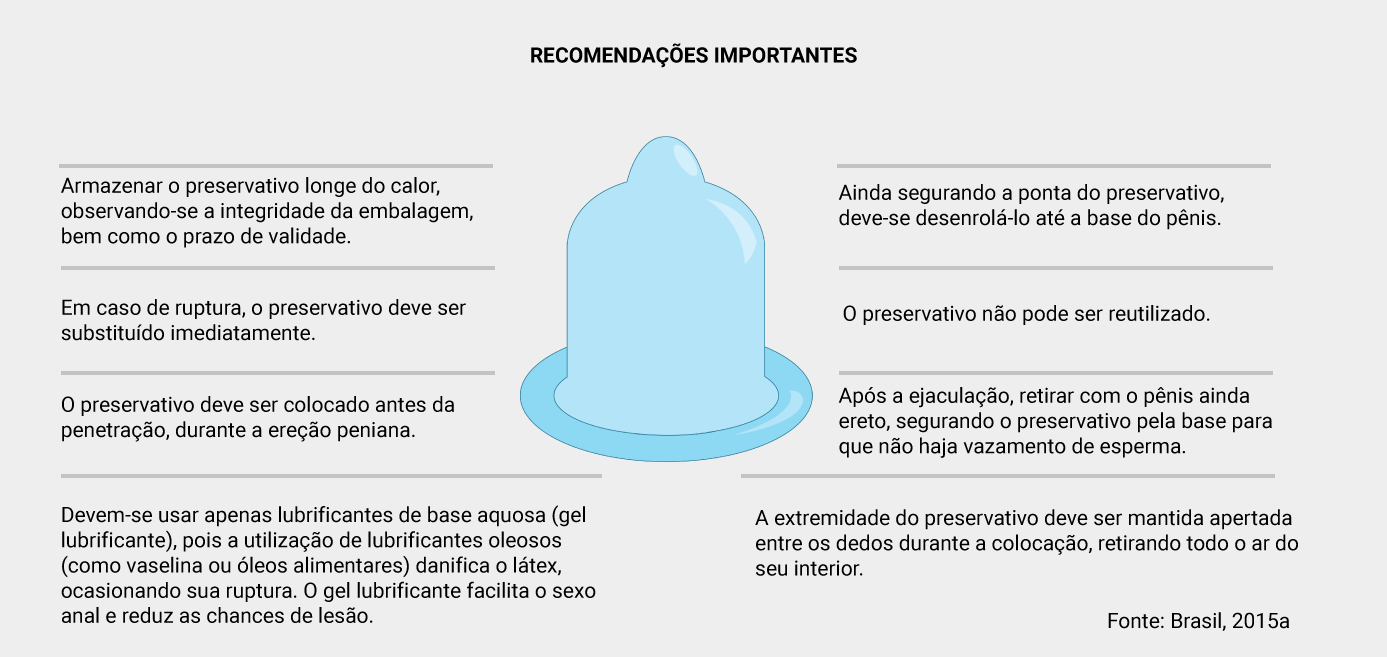 RECOMENDAÇÕES IMPORTANTES
Armazenar o preservativo longe do calor,
observando-se a integridade da embalagem,
bem como o prazo de validade.
Em caso de ruptura, o preservativo deve ser
substituído imediatamente.
O preservativo deve ser colocado antes da
penetração, durante a ereção peniana.
Devem-se usar apenas lubrificantes de base aquosa (gel
lubrificante), pois a utilização de lubrificantes oleosos
(como vaselina ou óleos alimentares) danifica o látex,
ocasionando sua ruptura. O gel lubrificante facilita o sexo
anal e reduz as chances de lesão.
Ainda segurando a ponta do preservativo,
deve-se desenrolá-lo até a base do pênis.
O preservativo não pode ser reutilizado.
Após a ejaculação, retirar com o pênis ainda
ereto, segurando o preservativo pela base para
que não haja vazamento de esperma.
A extremidade do preservativo deve ser mantida apertada
entre os dedos durante a colocação, retirando todo o ar do
seu interior.
Fonte: Brasil, 2015a